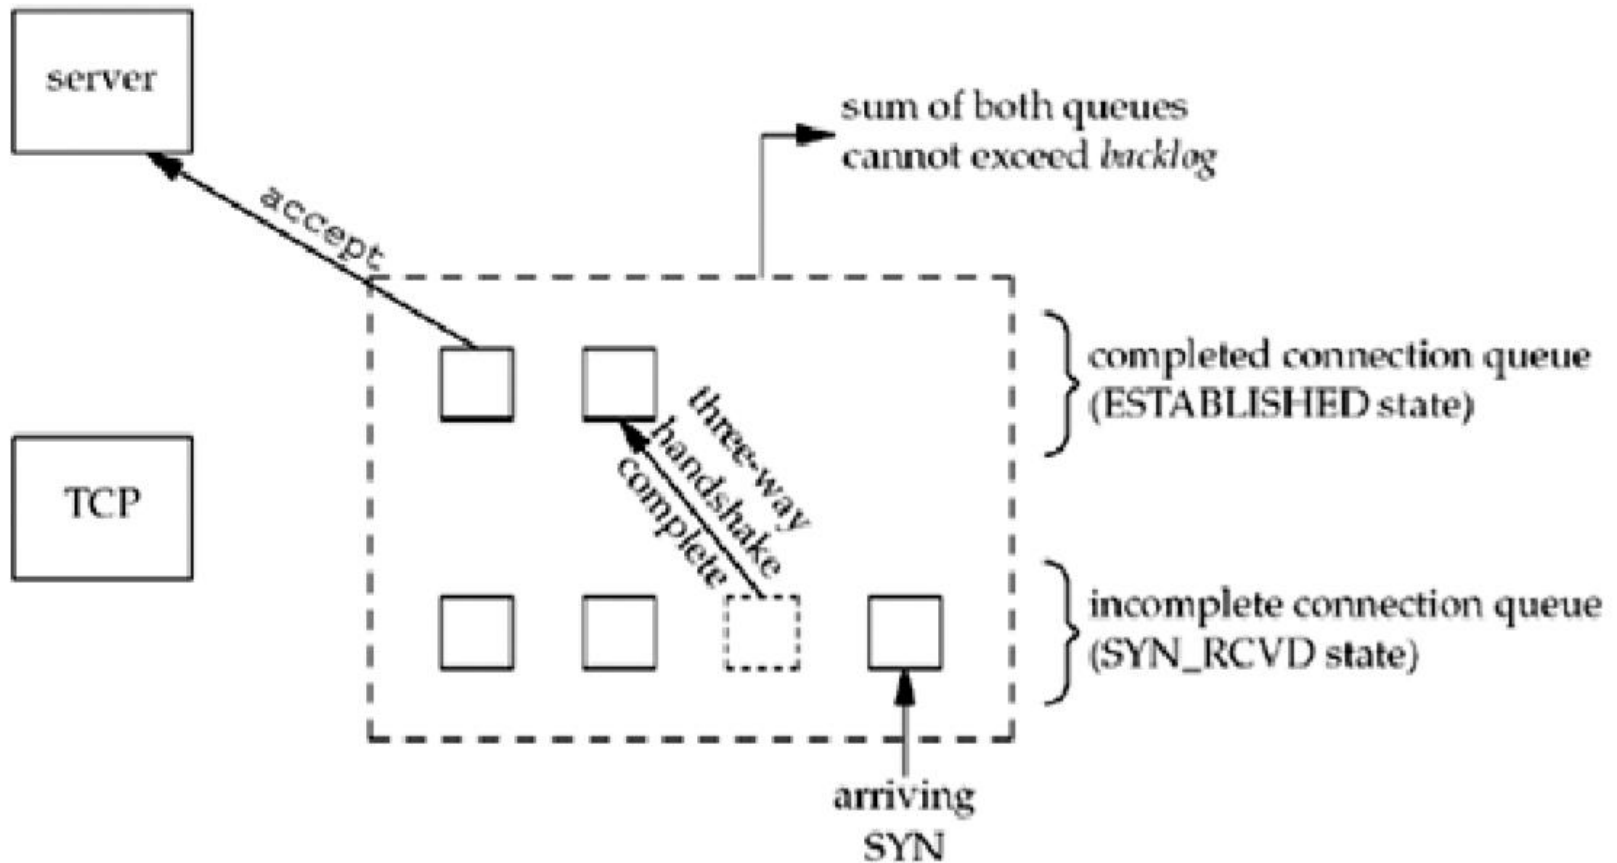 server
sum of both queues
cannot exceed backlog
accept
completed connection queue
(ESTABLISHED state)
three-way
handshake
complete
TCP
incomplete connection queue
(SYN_RCVD state)
arriving
SYN